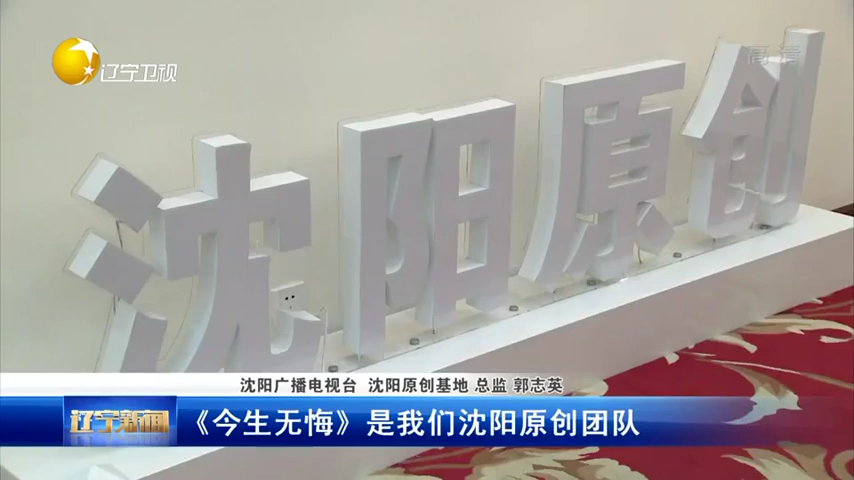 辽宁卫视
高清
沈阳原创
沈阳广播电视台 沈阳原创基地 总监 郭志英
辽宁新闻
《今生无悔》是我们沈阳原创团队